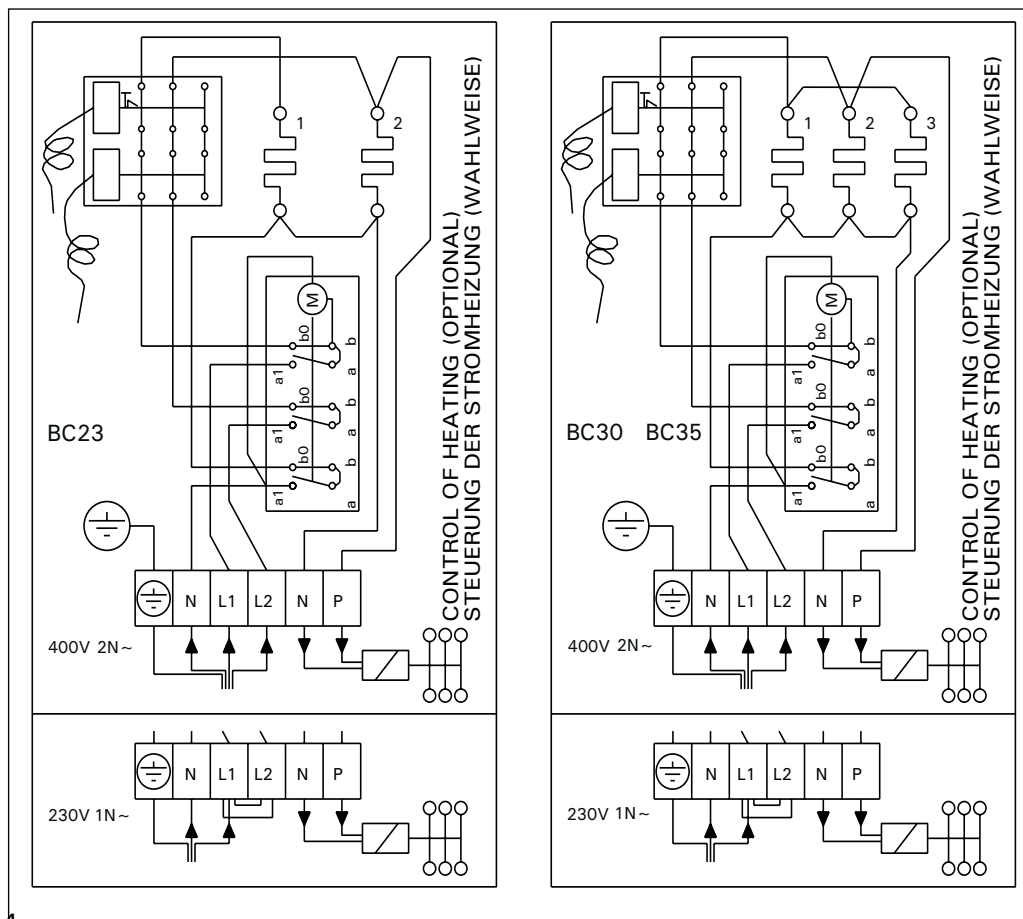 1
2
M
b0
b
a1
a
b0
b
a1
a
b0
b
a1
a
BC23
N L1 L2 N P
400V 2N~
CONTROL OF HEATING (OPTIONAL)
STEUERUNG DER STROMHEIZUNG (WAHLWEISE)
N L1 L2 N P
230V 1N~
1
2
3
M
b0
b
a1
a
b0
b
a1
a
b0
b
a1
a
BC30 BC35
N L1 L2 N P
400V 2N~
CONTROL OF HEATING (OPTIONAL)
STEUERUNG DER STROMHEIZUNG (WAHLWEISE)
N L1 L2 N P
230V 1N~